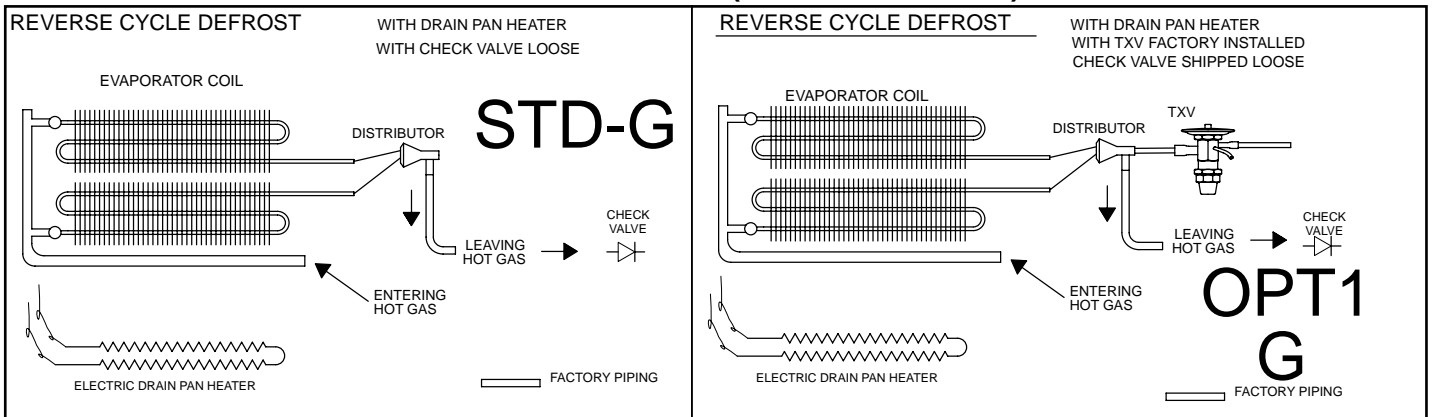 REVERSE CYCLE DEFROST
WITH DRAIN PAN HEATER
WITH CHECK VALVE LOOSE
EVAPORATOR COIL
STD-G
DISTRIBUTOR
CHECK
VALVE
LEAVING
HOT GAS
ENTERING
HOT GAS
ELECTRIC DRAIN PAN HEATER
FACTORY PIPING
REVERSE CYCLE DEFROST
WITH DRAIN PAN HEATER
WITH TXV FACTORY INSTALLED
CHECK VALVE SHIPPED LOOSE
EVAPORATOR COIL
TXV
DISTRIBUTOR
CHECK
VALVE
LEAVING
HOT GAS
ENTERING
HOT GAS
OPT1
G
ELECTRIC DRAIN PAN HEATER
FACTORY PIPING